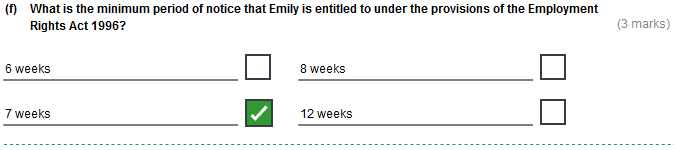 (f) What is the minimum period of notice that Emily is entitled to under the provisions of the Employment
Rights Act 1996? (3 marks)
6 weeks 8 weeks
7 weeks 12 weeks